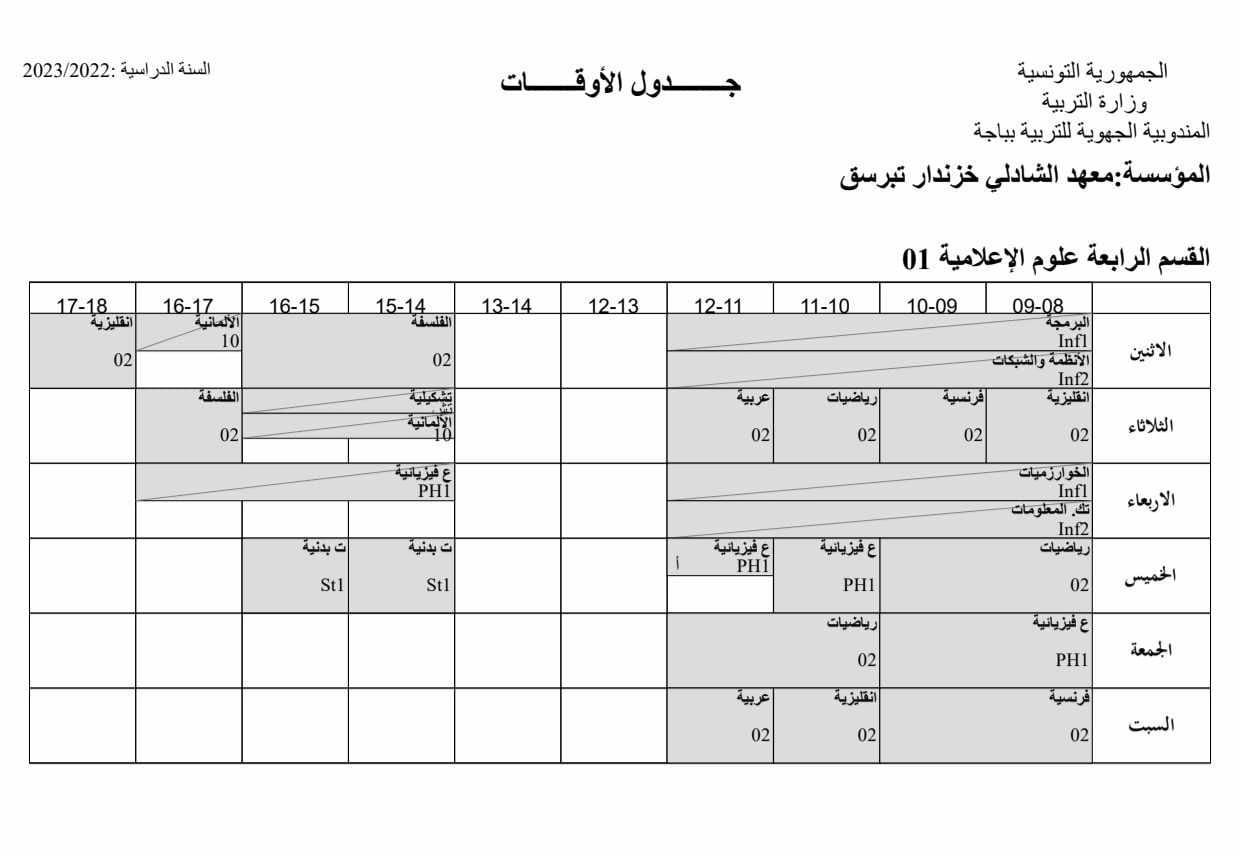 الجمهورية التونسية
وزارة التربية
المندوبية الجهوية للتربية بباجة
جـــــــدول الأوقـــــــات
السنة الدراسية :2023/2022
المؤسسة:معهد الشاذلي خزندار تبرسق
القسم الرابعة علوم الإعلامية 01
09-08 10-09 11-10 12-11 12-13 13-14 15-14 16-15 16-17 17-18
الاثنين
البرمجة
Inf1
الأنظمة والشبكات
Inf2
الفلسفة
02
الألمانية
10
انقليزية
02
الثلاثاء
انقليزية
02
فرنسية
02
رياضيات
02
عربية
02
تشكيلية
الألمانية
10
الفلسفة
02
الاربعاء
الخوارزميات
Inf1
تك. المعلومات
Inf2
ع فيزيائية
PH1
الخميس
رياضيات
02
ع فيزيائية
PH1
ع فيزيائية
PH1 أ
ت بدنية
St1
ت بدنية
St1
الجمعة
ع فيزيائية
PH1
رياضيات
02
السبت
فرنسية
02
انقليزية
02
عربية
02